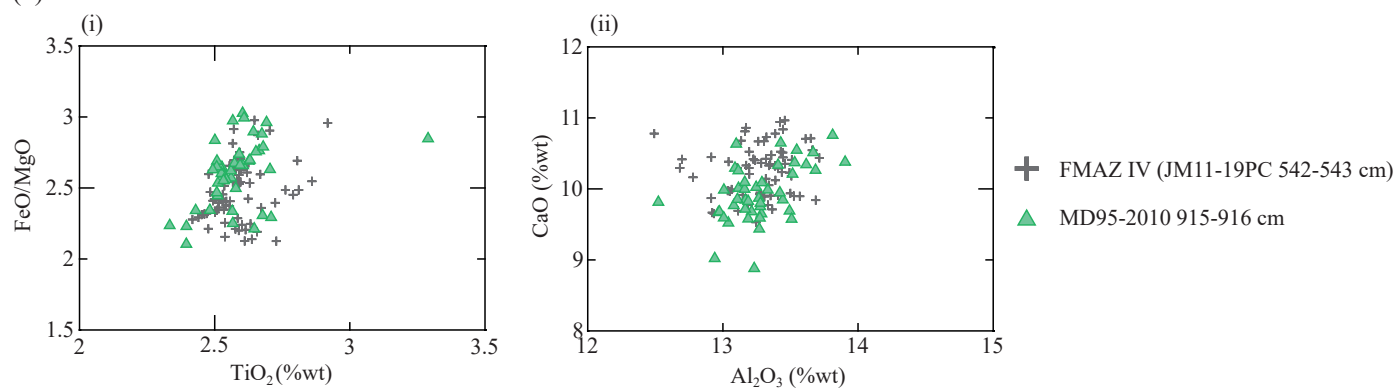 (i)
3.5
3
2.5
2
1.5
FeO/MgO
2
2.5
3
3.5
TiO2 (%wt)
(ii)
12
11
10
9
8
CaO (%wt)
12
13
14
15
Al2O3 (%wt)
FMAZ IV (JM11-19PC 542-543 cm)
MD95-2010 915-916 cm